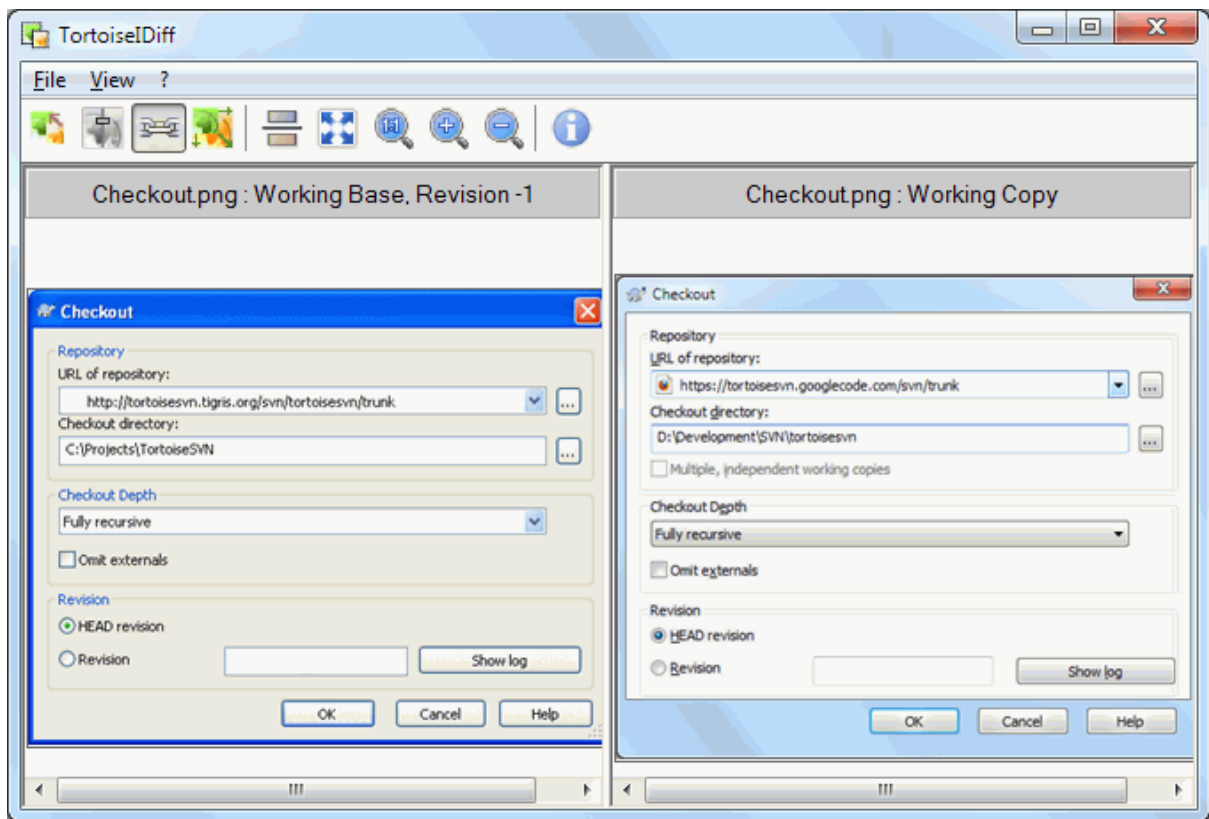 TortoiseIDiff
File View ?
1:1
Checkout.png : Working Base, Revision -1
Checkout
Repository
URL of repository:
http://tortoisesvn.tigris.org/svn/tortoisesvn/trunk
...
Checkout directory:
C:\Projects\TortoiseSVN
...
Checkout Depth
Fully recursive
Omit externals
Revision
HEAD revision
Revision
Show log
OK Cancel Help
Checkout.png : Working Copy
Checkout
Repository
URL of repository:
https://tortoisesvn.googlecode.com/svn/trunk
...
Checkout directory:
D:\Development\SVN\tortoisesvn
...
Multiple, independent working copies
Checkout Depth
Fully recursive
Omit externals
Revision
HEAD revision
Revision
Show log
OK Cancel Help